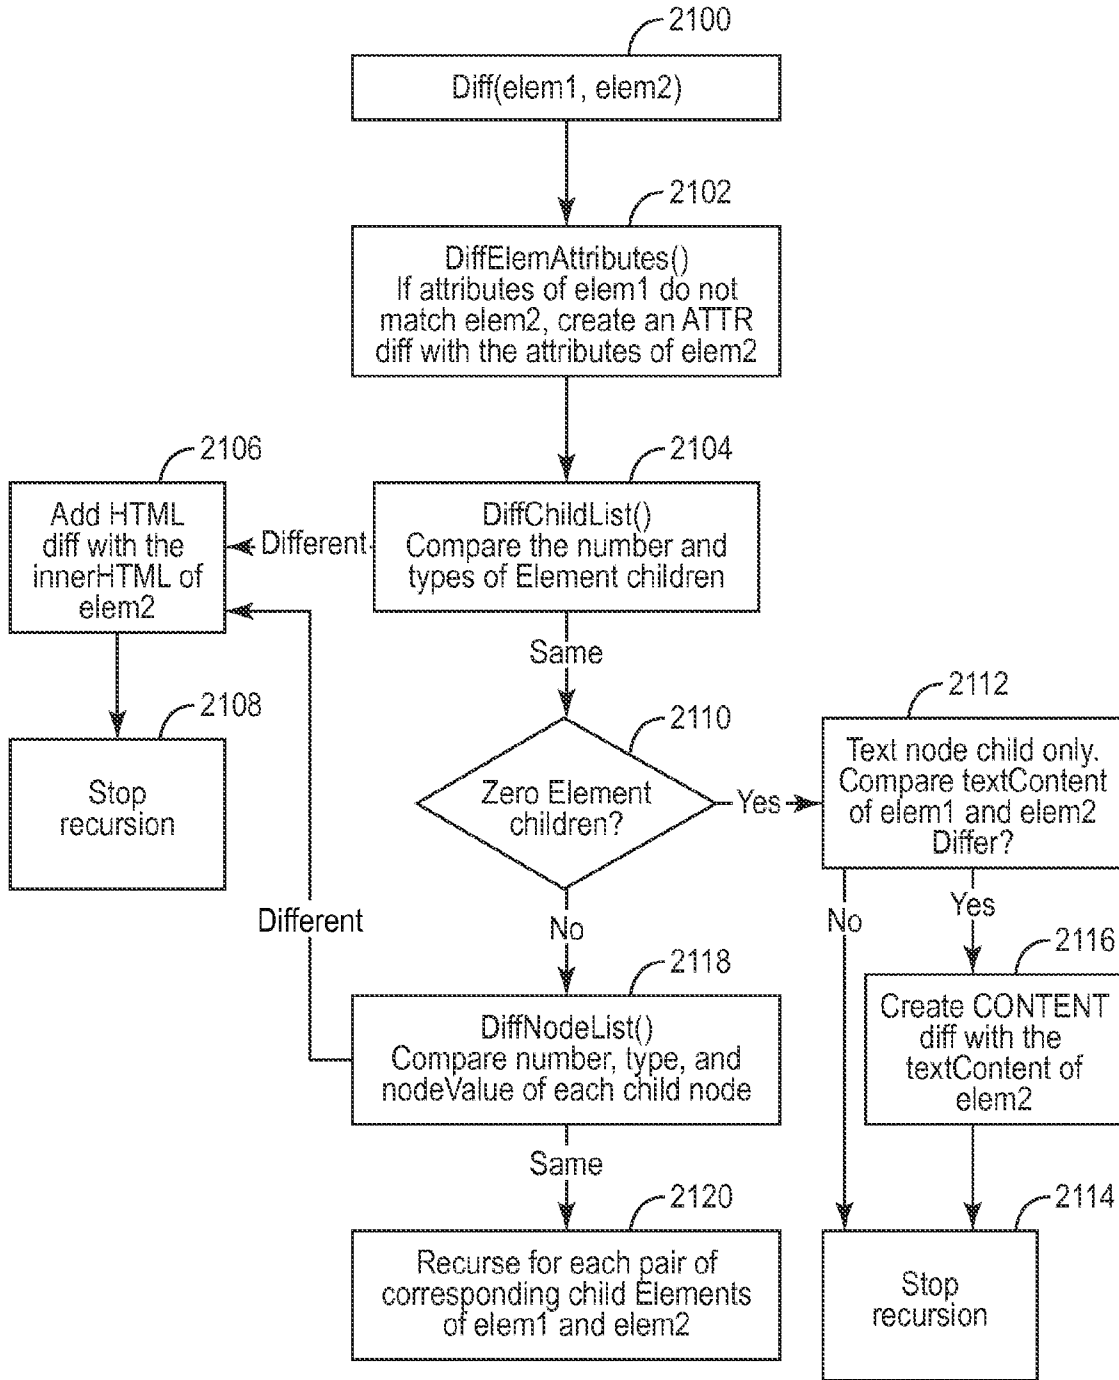 2100
Diff(elem1, elem2)
2102
DiffElemAttributes()
If attributes of elem1 do not
match elem2, create an ATTR
diff with the attributes of elem2
2106
2104
Add HTML
diff with the
innerHTML of
elem2
Different
DiffChildList()
Compare the number and
types of Element children
Same
2108
Stop
recursion
2110
Zero Element
children?
Yes
2112
Text node child only.
Compare textContent
of elem1 and elem2
Differ?
Different
No
No
Yes
2118
DiffNodeList()
Compare number, type, and
nodeValue of each child node
2116
Create CONTENT
diff with the
textContent of
elem2
Same
2120
Recurse for each pair of
corresponding child Elements
of elem1 and elem2
2114
Stop
recursion